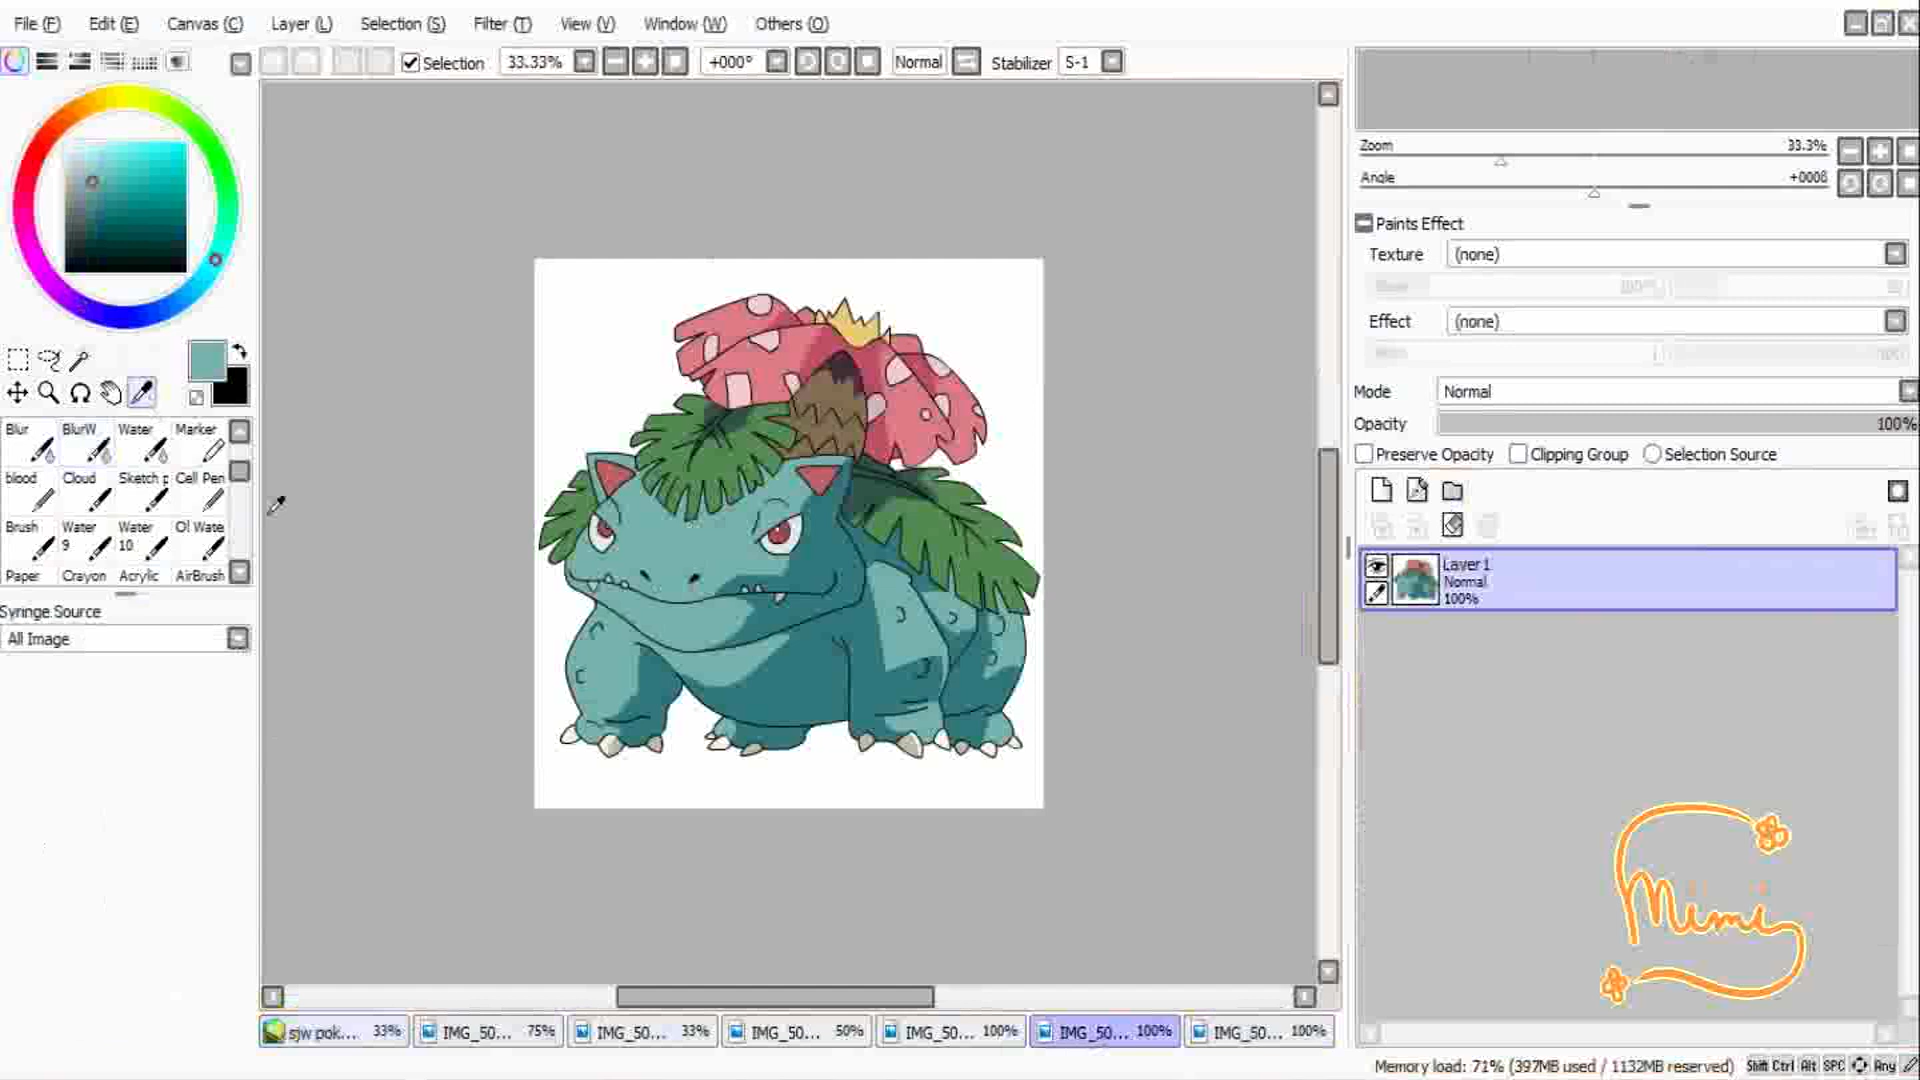 File (F) Edit (E) Canvas (C) Layer (L) Selection (S) Filter (T) View (V) Window (W) Others (O)
Selection 33.33% +000° Normal Stabilizer S-1
Zoom 33.3%
Angle +000ß
Paints Effect
Texture (none)
Effect (none)
Mode Normal
Opacity 100%
Preserve Opacity Clipping Group Selection Source
Blur BlurW Water Marker
blood Cloud Sketch p Cell Pen
Brush Water 9 Water 10 Ol Wate
Paper Crayon Acrylic AirBrush
Syringe Source
All Image
Layer1
Normal
100%
mimi
sjw pok... 33% IMG_50... 75% IMG_50... 33% IMG_50... 50% IMG_50... 100% IMG_50... 100% IMG_50... 100%
Memory load: 71% (397MB used / 1132MB reserved) Shift Ctrl Alt SPC Any